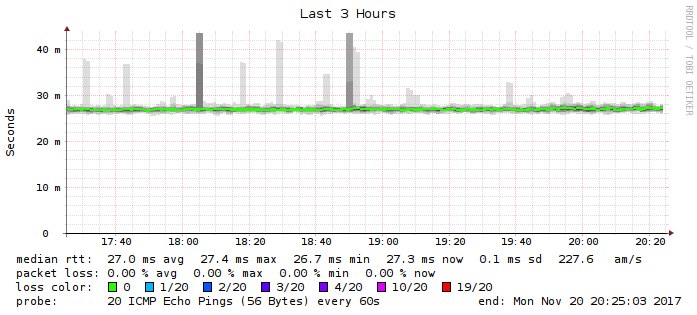 Last 3 Hours
RRDTOOL / TOBI OETIKER
Seconds
40 m
30 m
20 m
10 m
0
17:40 18:00 18:20 18:40 19:00 19:20 19:40 20:00 20:20
median rtt: 27.0 ms avg 27.4 ms max 26.7 ms min 27.3 ms now 0.1 ms sd 227.6 am/s
packet loss: 0.00 % avg 0.00 % max 0.00 % min 0.00 % now
loss color: 0 1/20 2/20 3/20 4/20 10/20 19/20
probe: 20 ICMP Echo Pings (56 Bytes) every 60s end: Mon Nov 20 20:25:03 2017